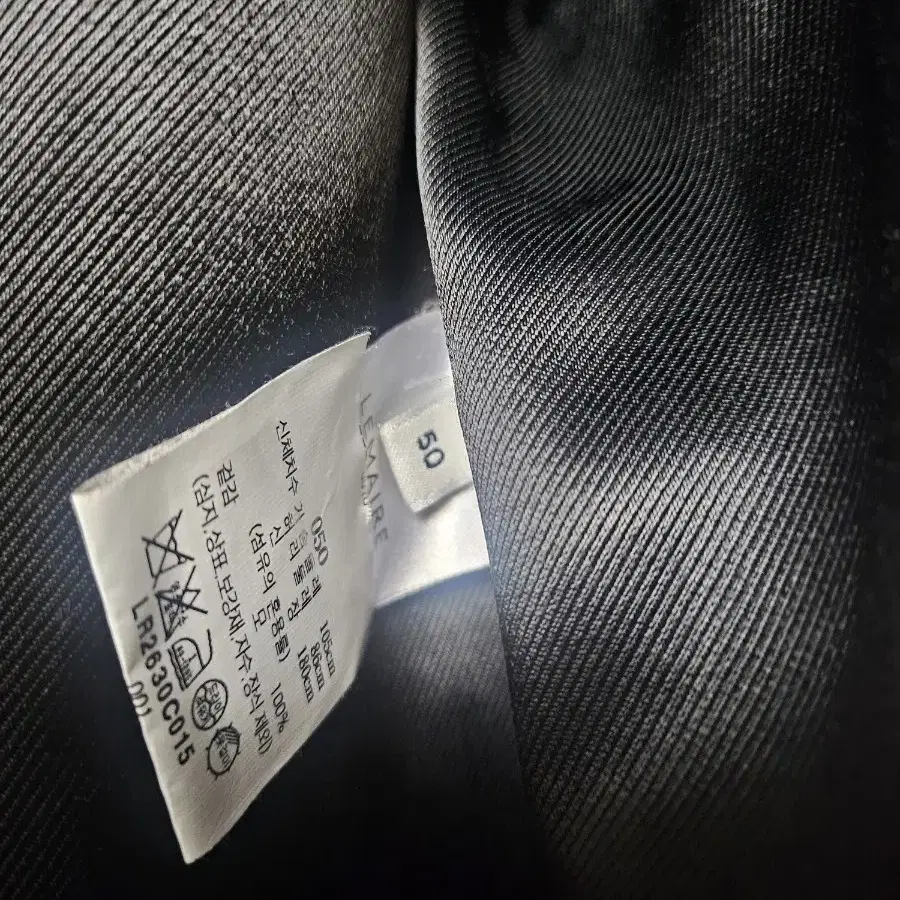 LEMAIRE
50
050
신체치수 가슴둘레 105cm
허리둘레 86cm
신장 180cm
(섬유의 혼용률)
겉감 모 100%
(심지.상표.보강재.자수.장식 제외)
LR2630C015
001